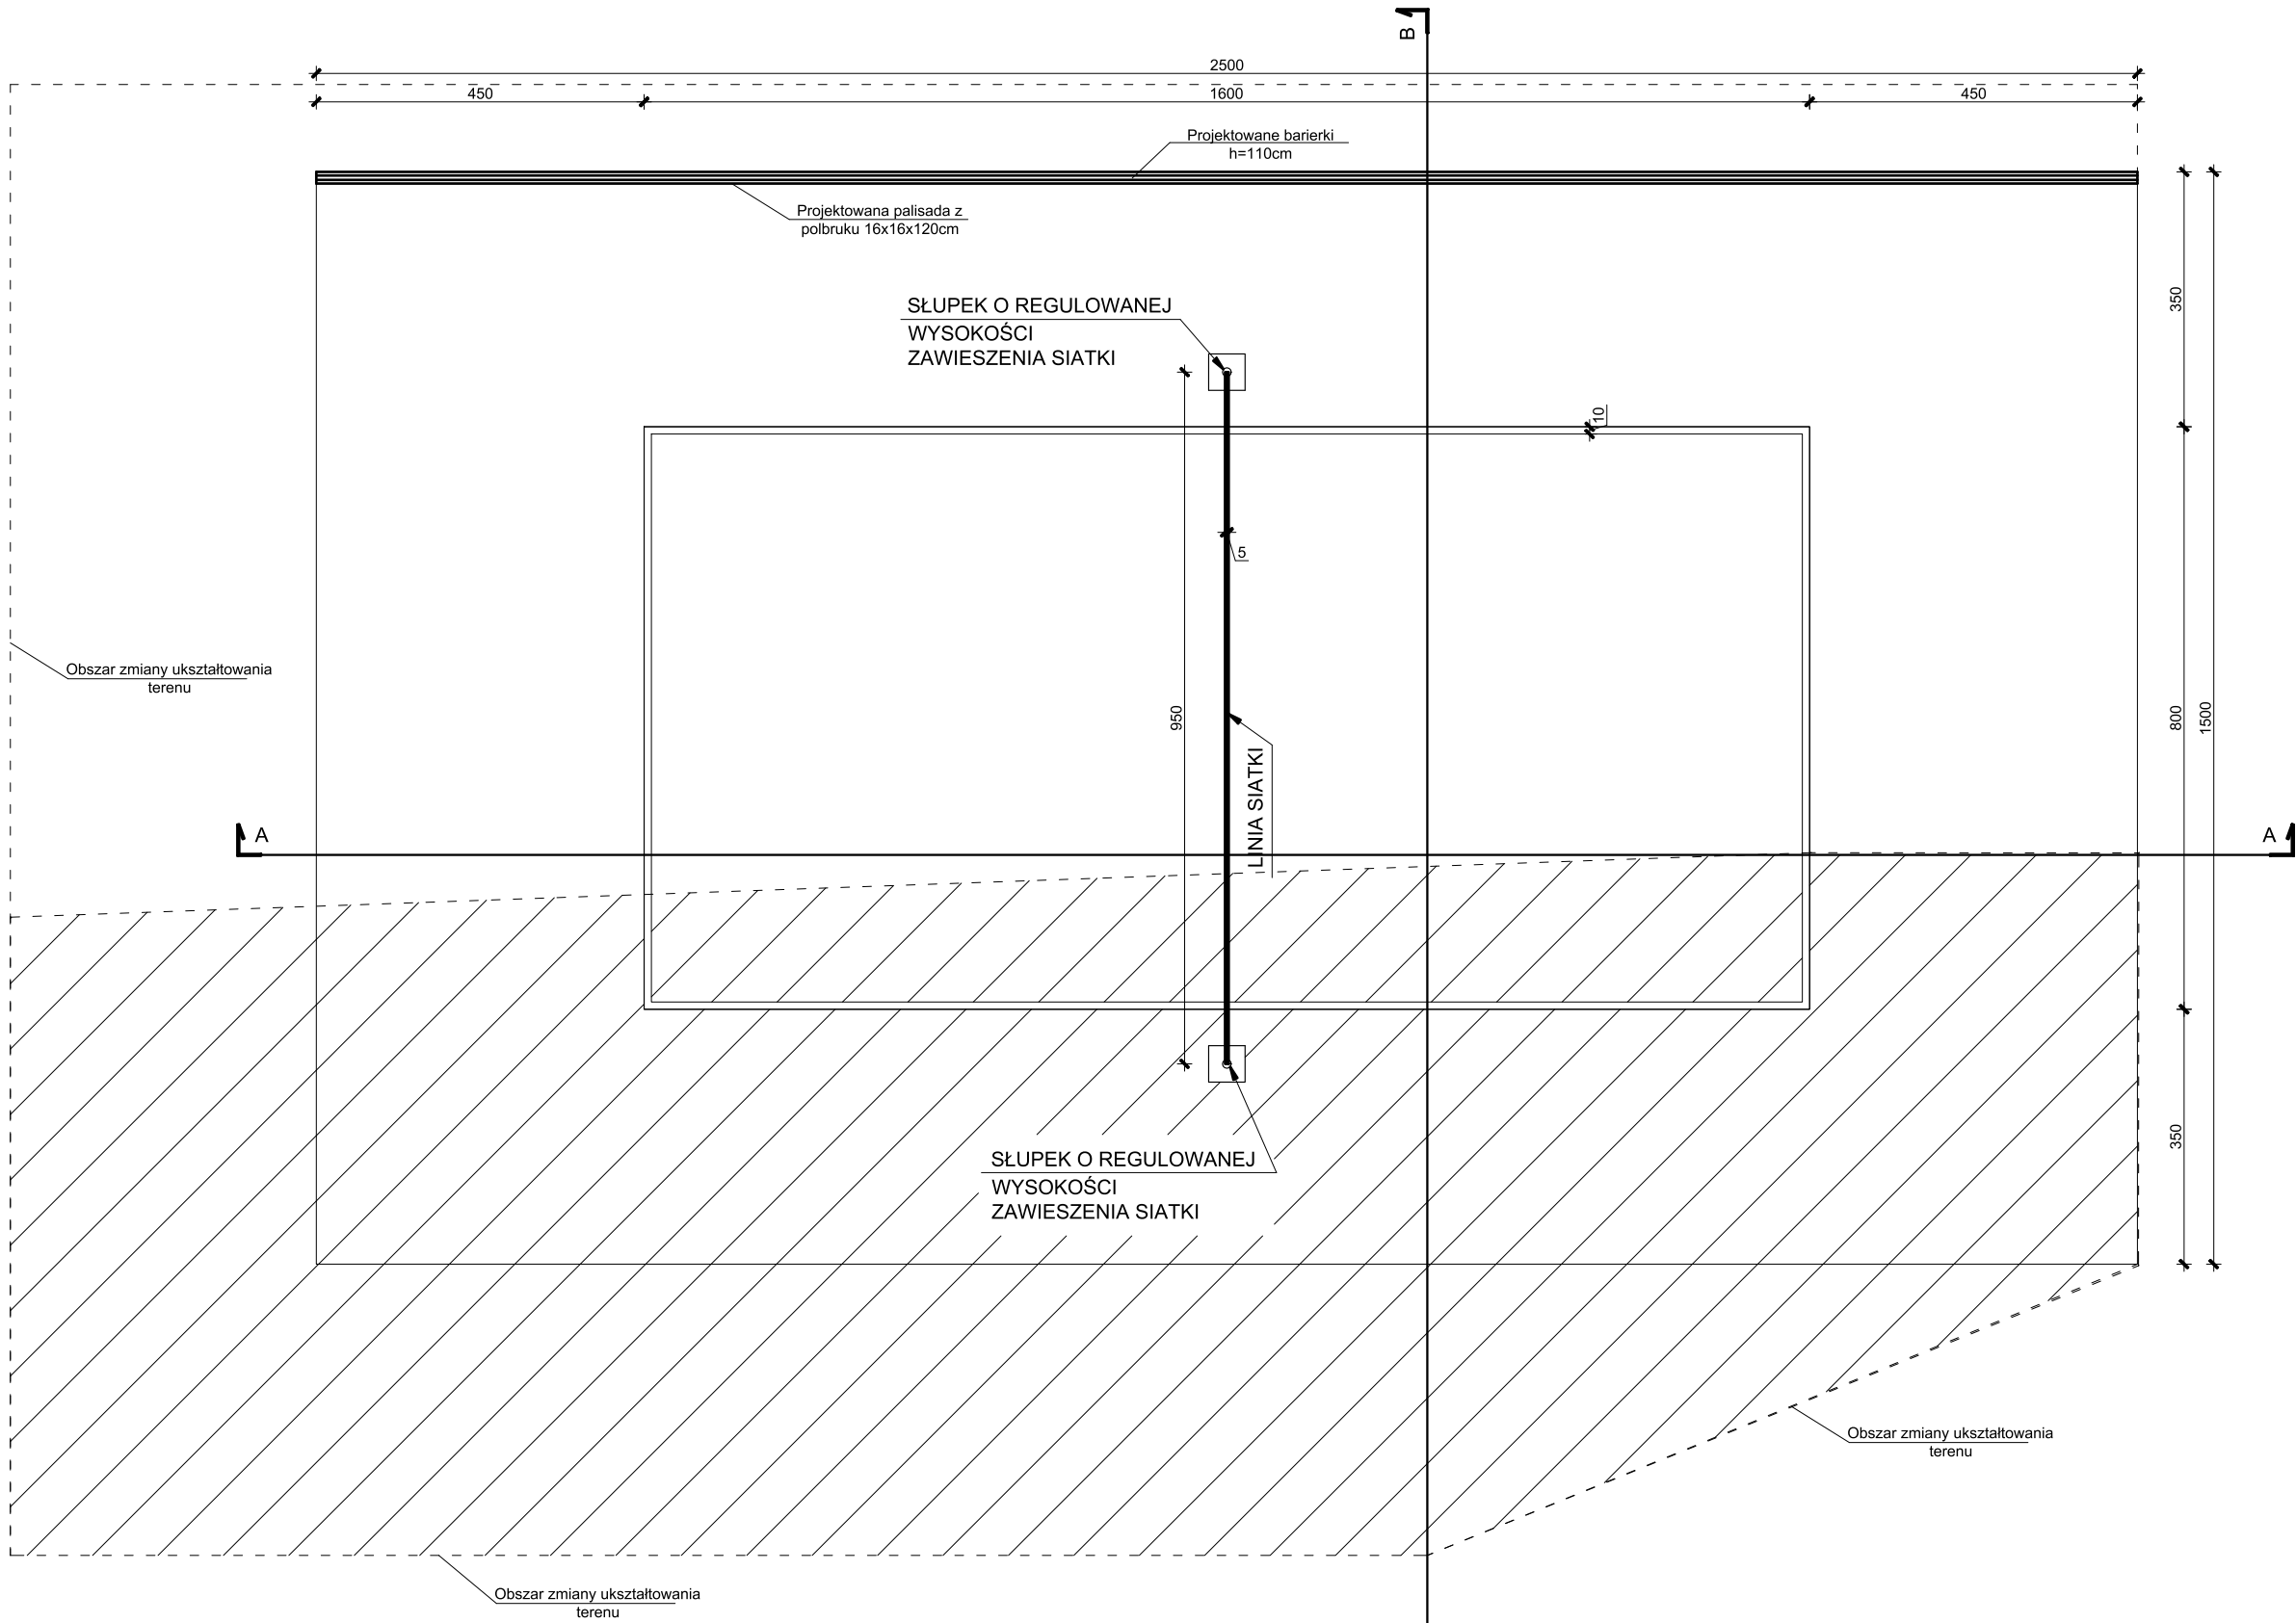 B
2500
450
1600
450
Projektowane barierki
h=110cm
Projektowana palisada z
polbruku 16x16x120cm
SŁUPEK O REGULOWANEJ
WYSOKOŚCI
ZAWIESZENIA SIATKI
350
10
5
Obszar zmiany ukształtowania
terenu
950
800
1500
LINIA SIATKI
A
A
350
SŁUPEK O REGULOWANEJ
WYSOKOŚCI
ZAWIESZENIA SIATKI
Obszar zmiany ukształtowania
terenu
Obszar zmiany ukształtowania
terenu